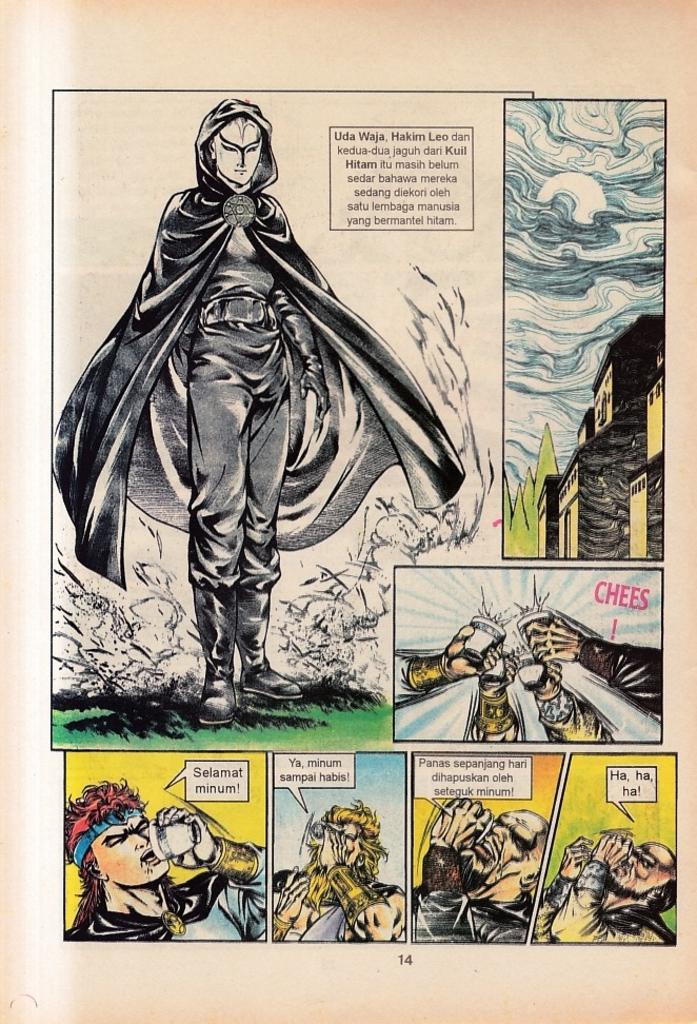 Uda Waja, Hakim Leo dan
kedua-dua jaguh dari Kuil
Hitam itu masih belum
sedar bahawa mereka
sedang diekori oleh
satu lembaga manusia
yang bermantel hitam.
CHEES
!
Selamat
minum!
Ya, minum
sampai habis!
Panas sepanjang hari
dihapuskan oleh
seteguk minum!
Ha, ha,
ha!
14